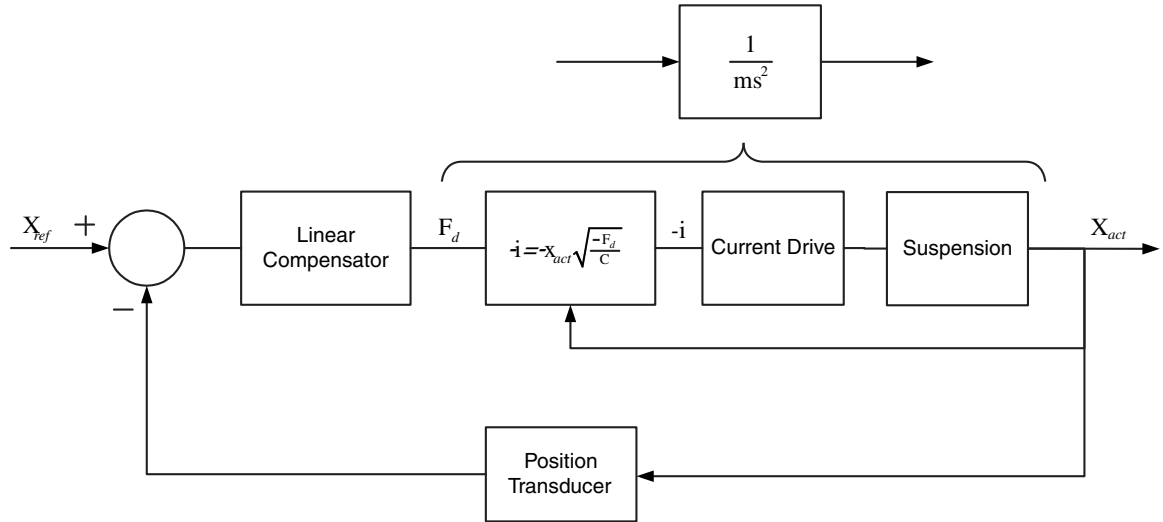 1
ms²
X_ref
+
−
Linear
Compensator
F_d
-i=-x_act√(-F_d/C)
-i
Current Drive
Suspension
X_act
Position
Transducer